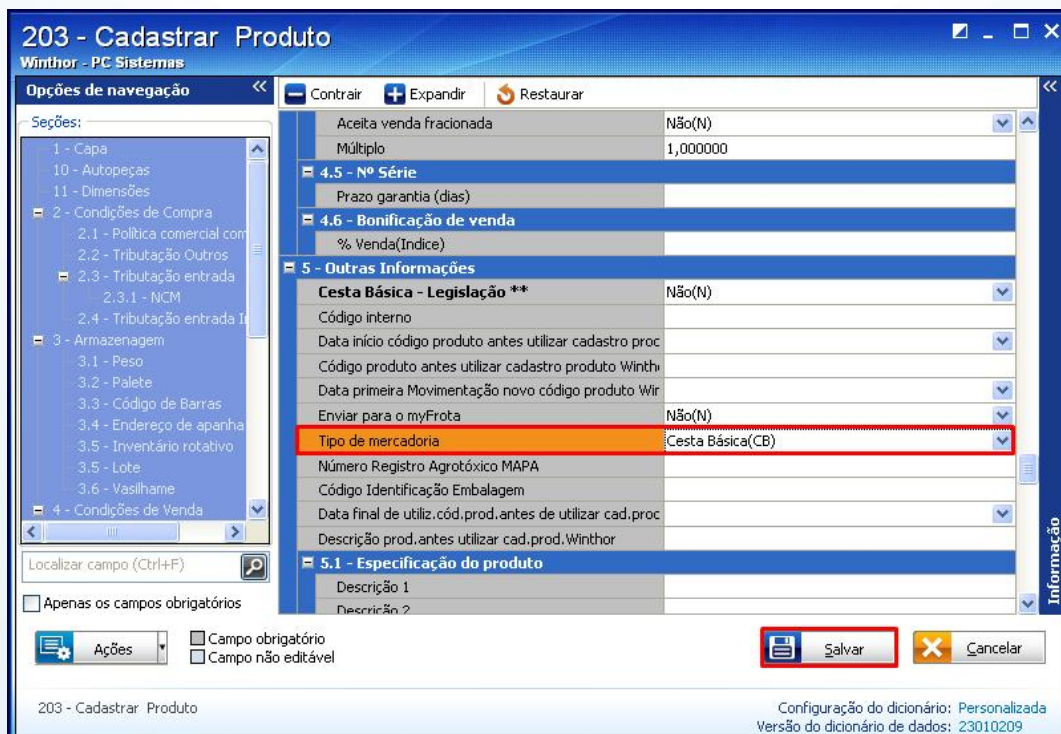 203 - Cadastrar Produto
Winthor - PC Sistemas
Opções de navegação
Seções:
1 - Capa
10 - Autopeças
11 - Dimensões
2 - Condições de Compra
2.1 - Política comercial com
2.2 - Tributação Outros
2.3 - Tributação entrada
2.3.1 - NCM
2.4 - Tributação entrada I
3 - Armazenagem
3.1 - Peso
3.2 - Palete
3.3 - Código de Barras
3.4 - Endereço de apanha
3.5 - Inventário rotativo
3.5 - Lote
3.6 - Vasilhame
4 - Condições de Venda
Localizar campo (Ctrl+F)
Apenas os campos obrigatórios
Contrair Expandir Restaurar
Aceita venda fracionada Não(N)
Múltiplo 1,000000
4.5 - Nº Série
Prazo garantia (dias)
4.6 - Bonificação de venda
% Venda(Indice)
5 - Outras Informações
Cesta Básica - Legislação ** Não(N)
Código interno
Data início código produto antes utilizar cadastro proc
Código produto antes utilizar cadastro produto Winth
Data primeira Movimentação novo código produto Wir
Enviar para o myFrota Não(N)
Tipo de mercadoria Cesta Básica(CB)
Número Registro Agrotóxico MAPA
Código Identificação Embalagem
Data final de utiliz.cód.prod.antes de utilizar cad.proc
Descrição prod.antes utilizar cad.prod.Winthor
5.1 - Especificação do produto
Descrição 1
Descrição 2
Informação
Ações
Campo obrigatório
Campo não editável
Salvar
Cancelar
203 - Cadastrar Produto
Configuração do dicionário: Personalizada
Versão do dicionário de dados: 23010209